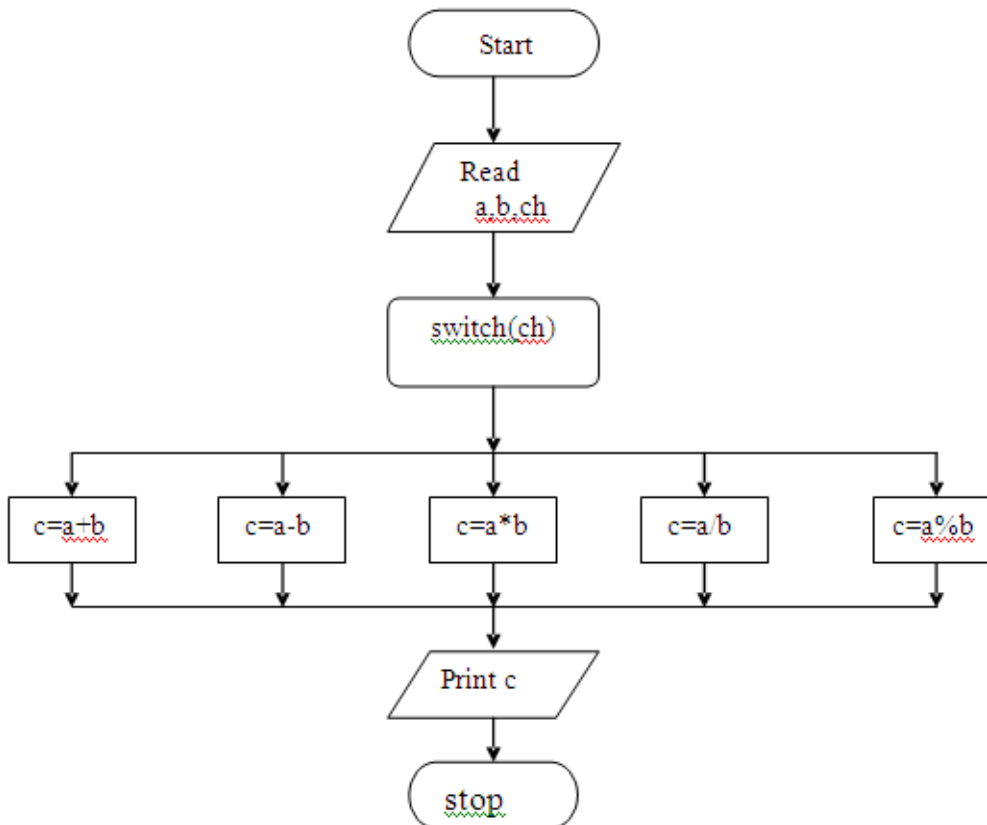 Start
Read
a,b,ch
switch(ch)
c=a+b
c=a-b
c=a*b
c=a/b
c=a%b
Print c
stop